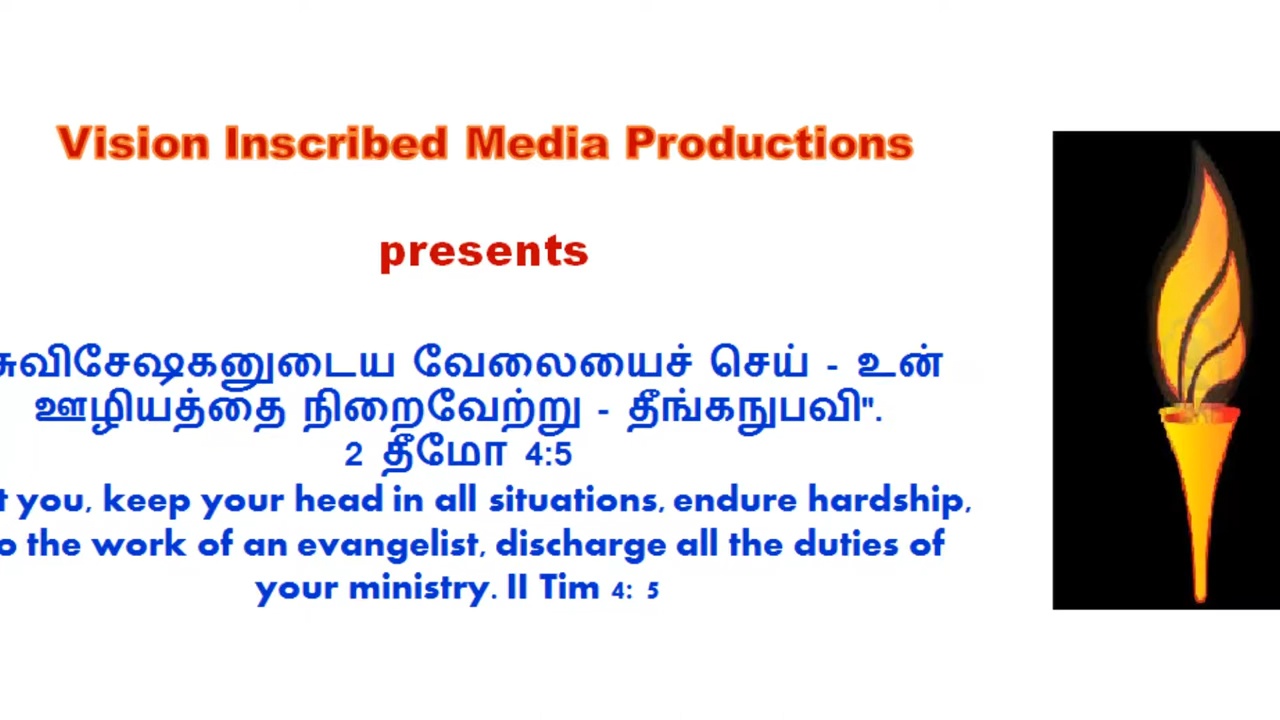 Vision Inscribed Media Productions
presents
சுவிசேஷகனுடைய வேலையைச் செய் - உன்
ஊழியத்தை நிறைவேற்று - தீங்கநுபவி".
2 தீமோ 4:5
t you, keep your head in all situations, endure hardship,
o the work of an evangelist, discharge all the duties of
your ministry. II Tim 4: 5